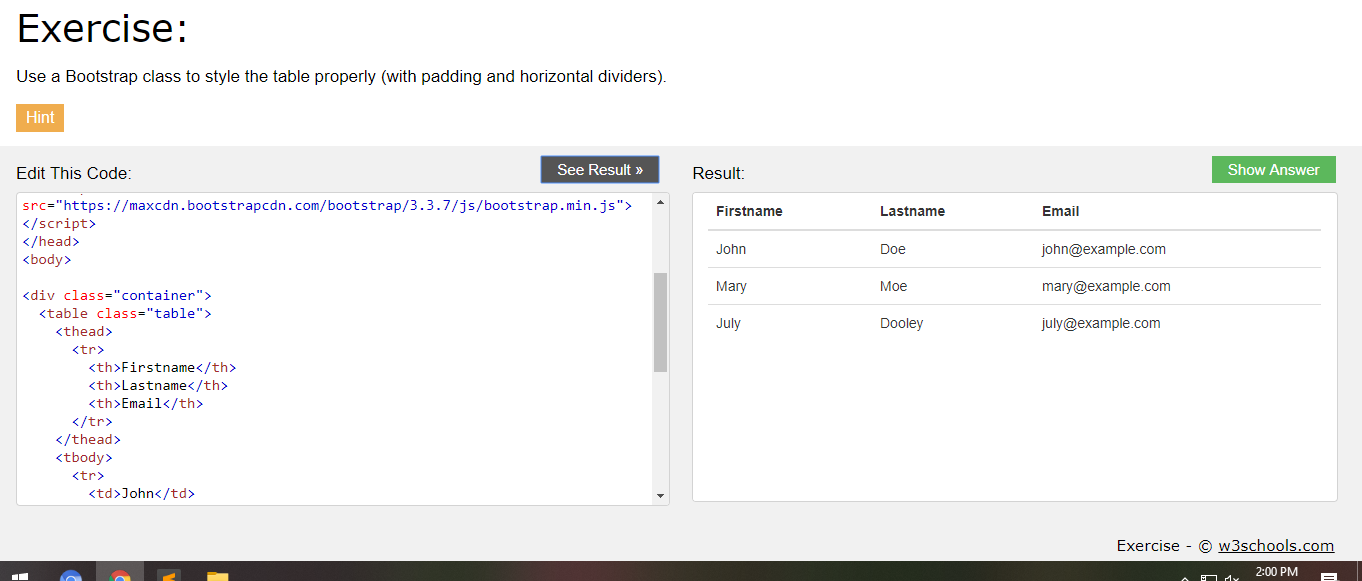 Exercise:
Use a Bootstrap class to style the table properly (with padding and horizontal dividers).
Hint
Edit This Code:
See Result »
src="https://maxcdn.bootstrapcdn.com/bootstrap/3.3.7/js/bootstrap.min.js">
</script>
</head>
<body>
<div class="container">
<table class="table">
<thead>
<tr>
<th>Firstname</th>
<th>Lastname</th>
<th>Email</th>
</tr>
</thead>
<tbody>
<tr>
<td>John</td>
Result:
Show Answer
Firstname Lastname Email
John Doe john@example.com
Mary Moe mary@example.com
July Dooley july@example.com
Exercise - © w3schools.com
2:00 PM